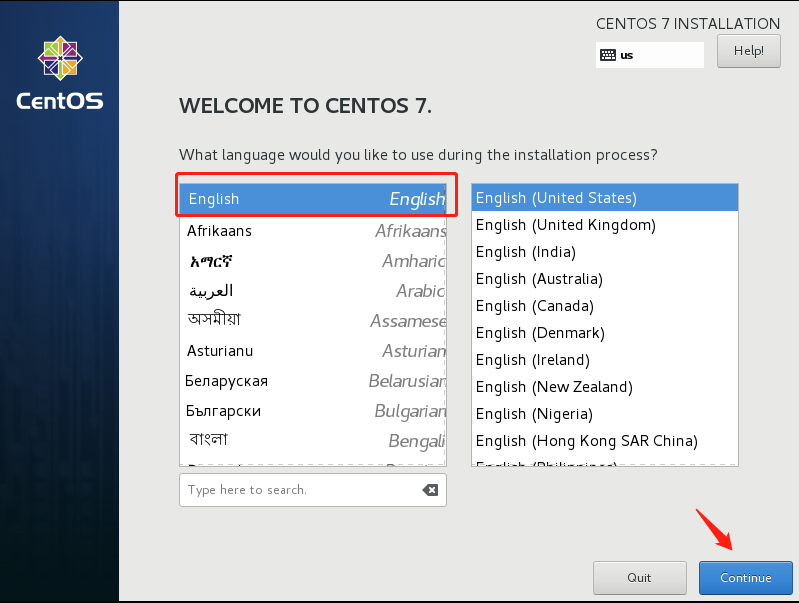 CENTOS 7 INSTALLATION
us
Help!
CentOS
WELCOME TO CENTOS 7.
What language would you like to use during the installation process?
English English
Afrikaans Afrikaans
አማርኛ Amharic
العربية Arabic
অসমীয়া Assamese
Asturianu Asturian
Беларуская Belarusian
Български Bulgarian
বাংলা Bengali
English (United States)
English (United Kingdom)
English (India)
English (Australia)
English (Canada)
English (Denmark)
English (Ireland)
English (New Zealand)
English (Nigeria)
English (Hong Kong SAR China)
English (Philippines)
Type here to search.
Quit
Continue